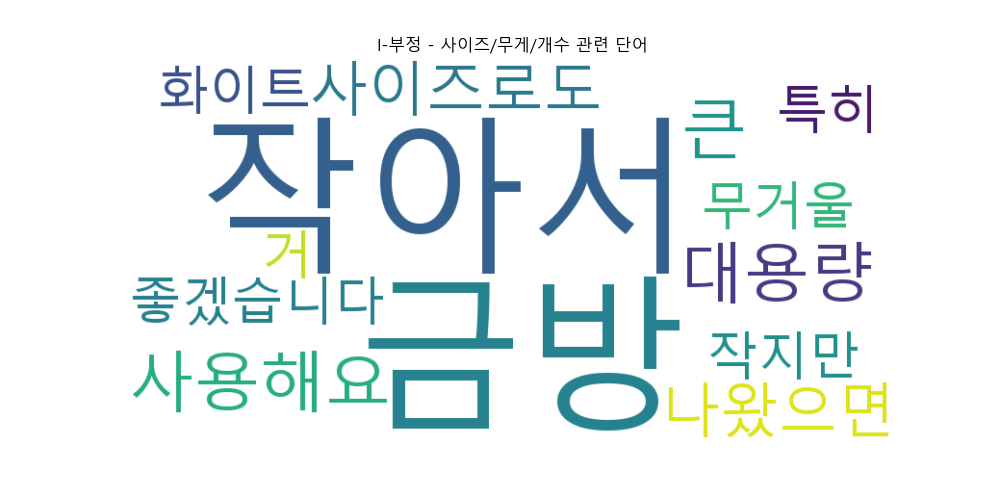 I-부정 - 사이즈/무게/개수 관련 단어
화이트 사이즈로도 큰 특히
작아서
무거울
거
대용량
좋겠습니다 금방
작지만
사용해요
나왔으면